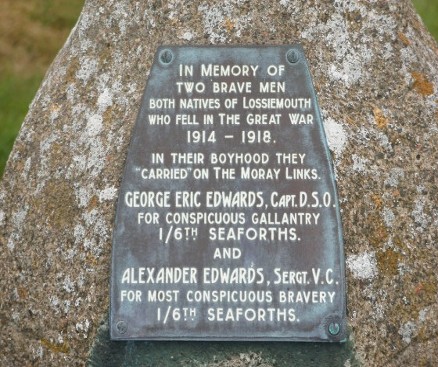 IN MEMORY OF
TWO BRAVE MEN
BOTH NATIVES OF LOSSIEMOUTH
WHO FELL IN THE GREAT WAR
1914 – 1918.
IN THEIR BOYHOOD THEY
"CARRIED" ON THE MORAY LINKS.
GEORGE ERIC EDWARDS, CAPT. D.S.O.
FOR CONSPICUOUS GALLANTRY
1/6TH SEAFORTHS.
AND
ALEXANDER EDWARDS, SERGT. V.C.
FOR MOST CONSPICUOUS BRAVERY
1/6TH SEAFORTHS.